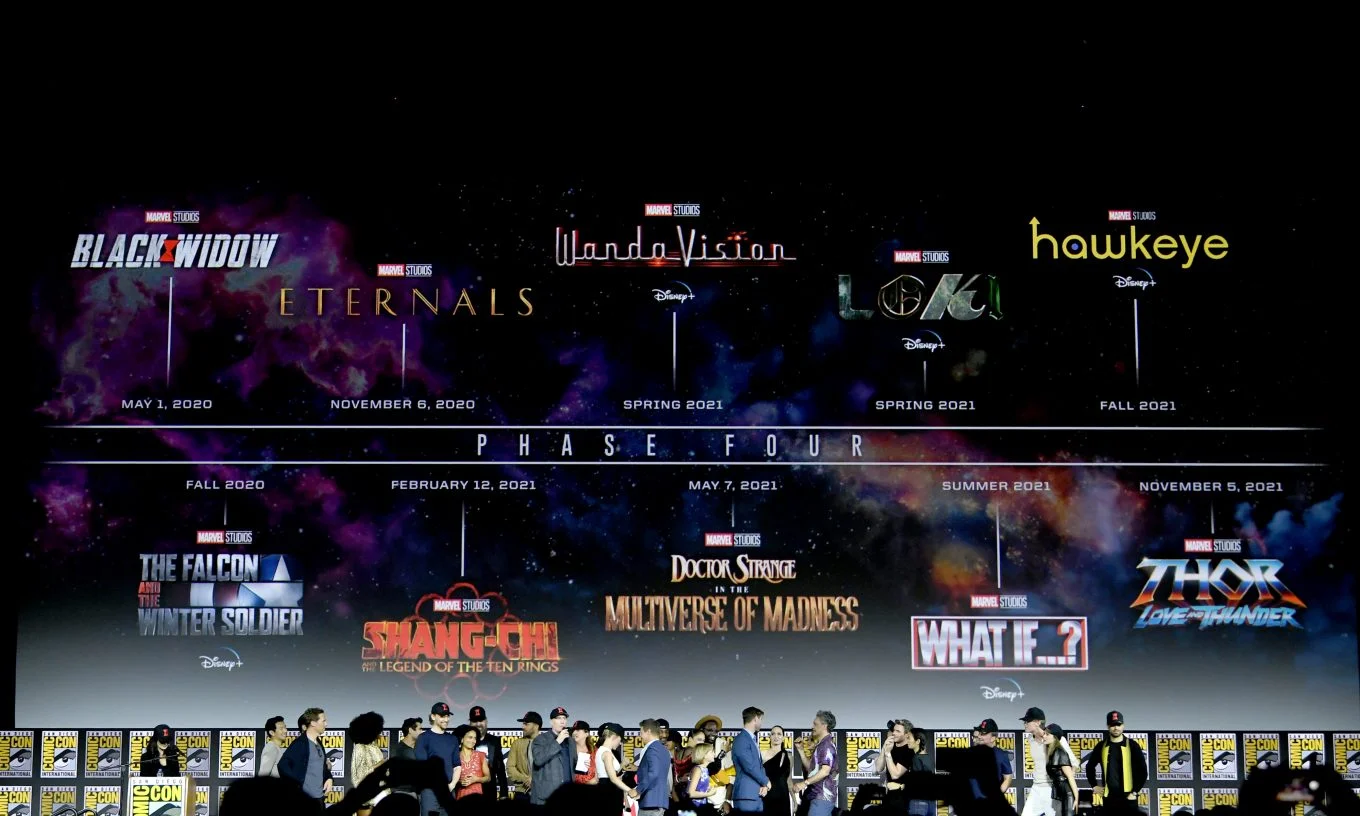 MARVEL STUDIOS
BLACK WIDOW
MAY 1, 2020
MARVEL STUDIOS
ETERNALS
NOVEMBER 6, 2020
MARVEL STUDIOS
WandaVision
Disney+
SPRING 2021
MARVEL STUDIOS
LOKI
Disney+
SPRING 2021
MARVEL STUDIOS
hawkeye
Disney+
FALL 2021
PHASE FOUR
FALL 2020
MARVEL STUDIOS
THE FALCON
AND THE
WINTER SOLDIER
Disney+
FEBRUARY 12, 2021
MARVEL STUDIOS
SHANG-CHI
AND THE LEGEND OF THE TEN RINGS
MAY 7, 2021
MARVEL STUDIOS
DOCTOR STRANGE
IN THE
MULTIVERSE OF MADNESS
SUMMER 2021
MARVEL STUDIOS
WHAT IF...?
Disney+
NOVEMBER 5, 2021
MARVEL STUDIOS
THOR
LOVE AND THUNDER
SAN DIEGO
COMIC CON
INTERNATIONAL
SAN DIEGO
COMIC CON